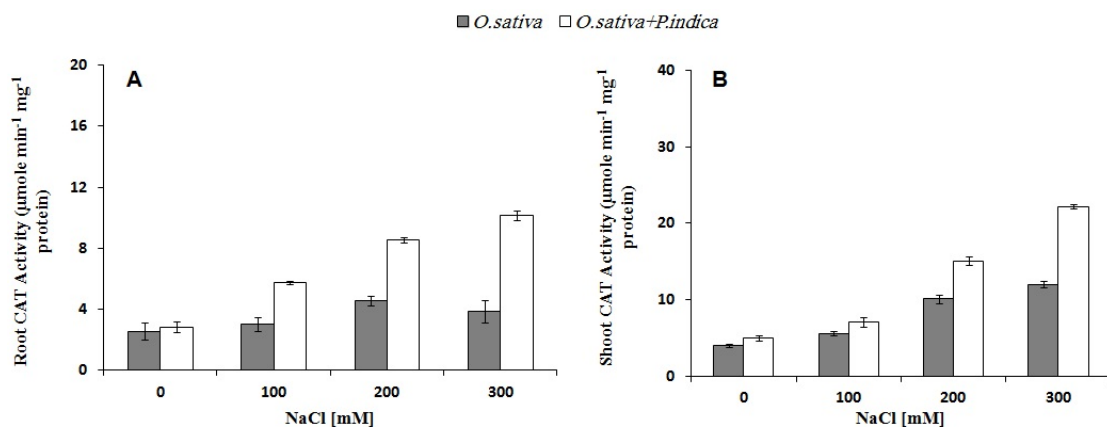 O.sativa O.sativa+P.indica
A
Root CAT Activity (µmole min-1 mg-1
protein)
20
16
12
8
4
0
0 100 200 300
NaCl [mM]
B
Shoot CAT Activity (µmole min-1 mg-1
protein)
40
30
20
10
0
0 100 200 300
NaCl [mM]